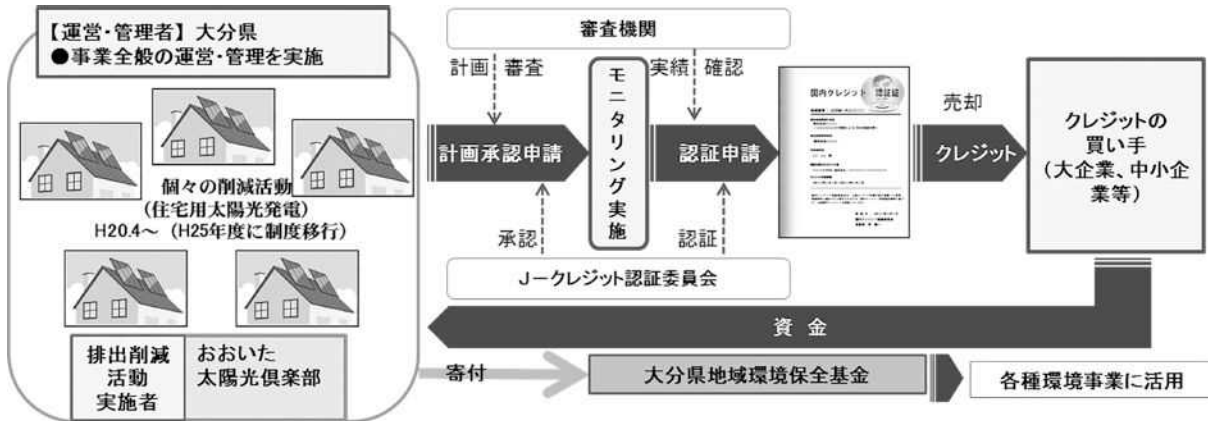 【運営・管理者】大分県
●事業全般の運営・管理を実施
個々の削減活動
(住宅用太陽光発電)
H20.4～（H25年度に制度移行）
排出削減
活動
実施者
おおいた
太陽光倶楽部
審査機関
計画 審査
実績 確認
計画承認申請
モニタリング実施
認証申請
国内クレジット 認証証
売却
クレジット
クレジットの
買い手
(大企業、中小企
業等)
承認
認証
Jークレジット認証委員会
資 金
寄付
大分県地域環境保全基金
各種環境事業に活用